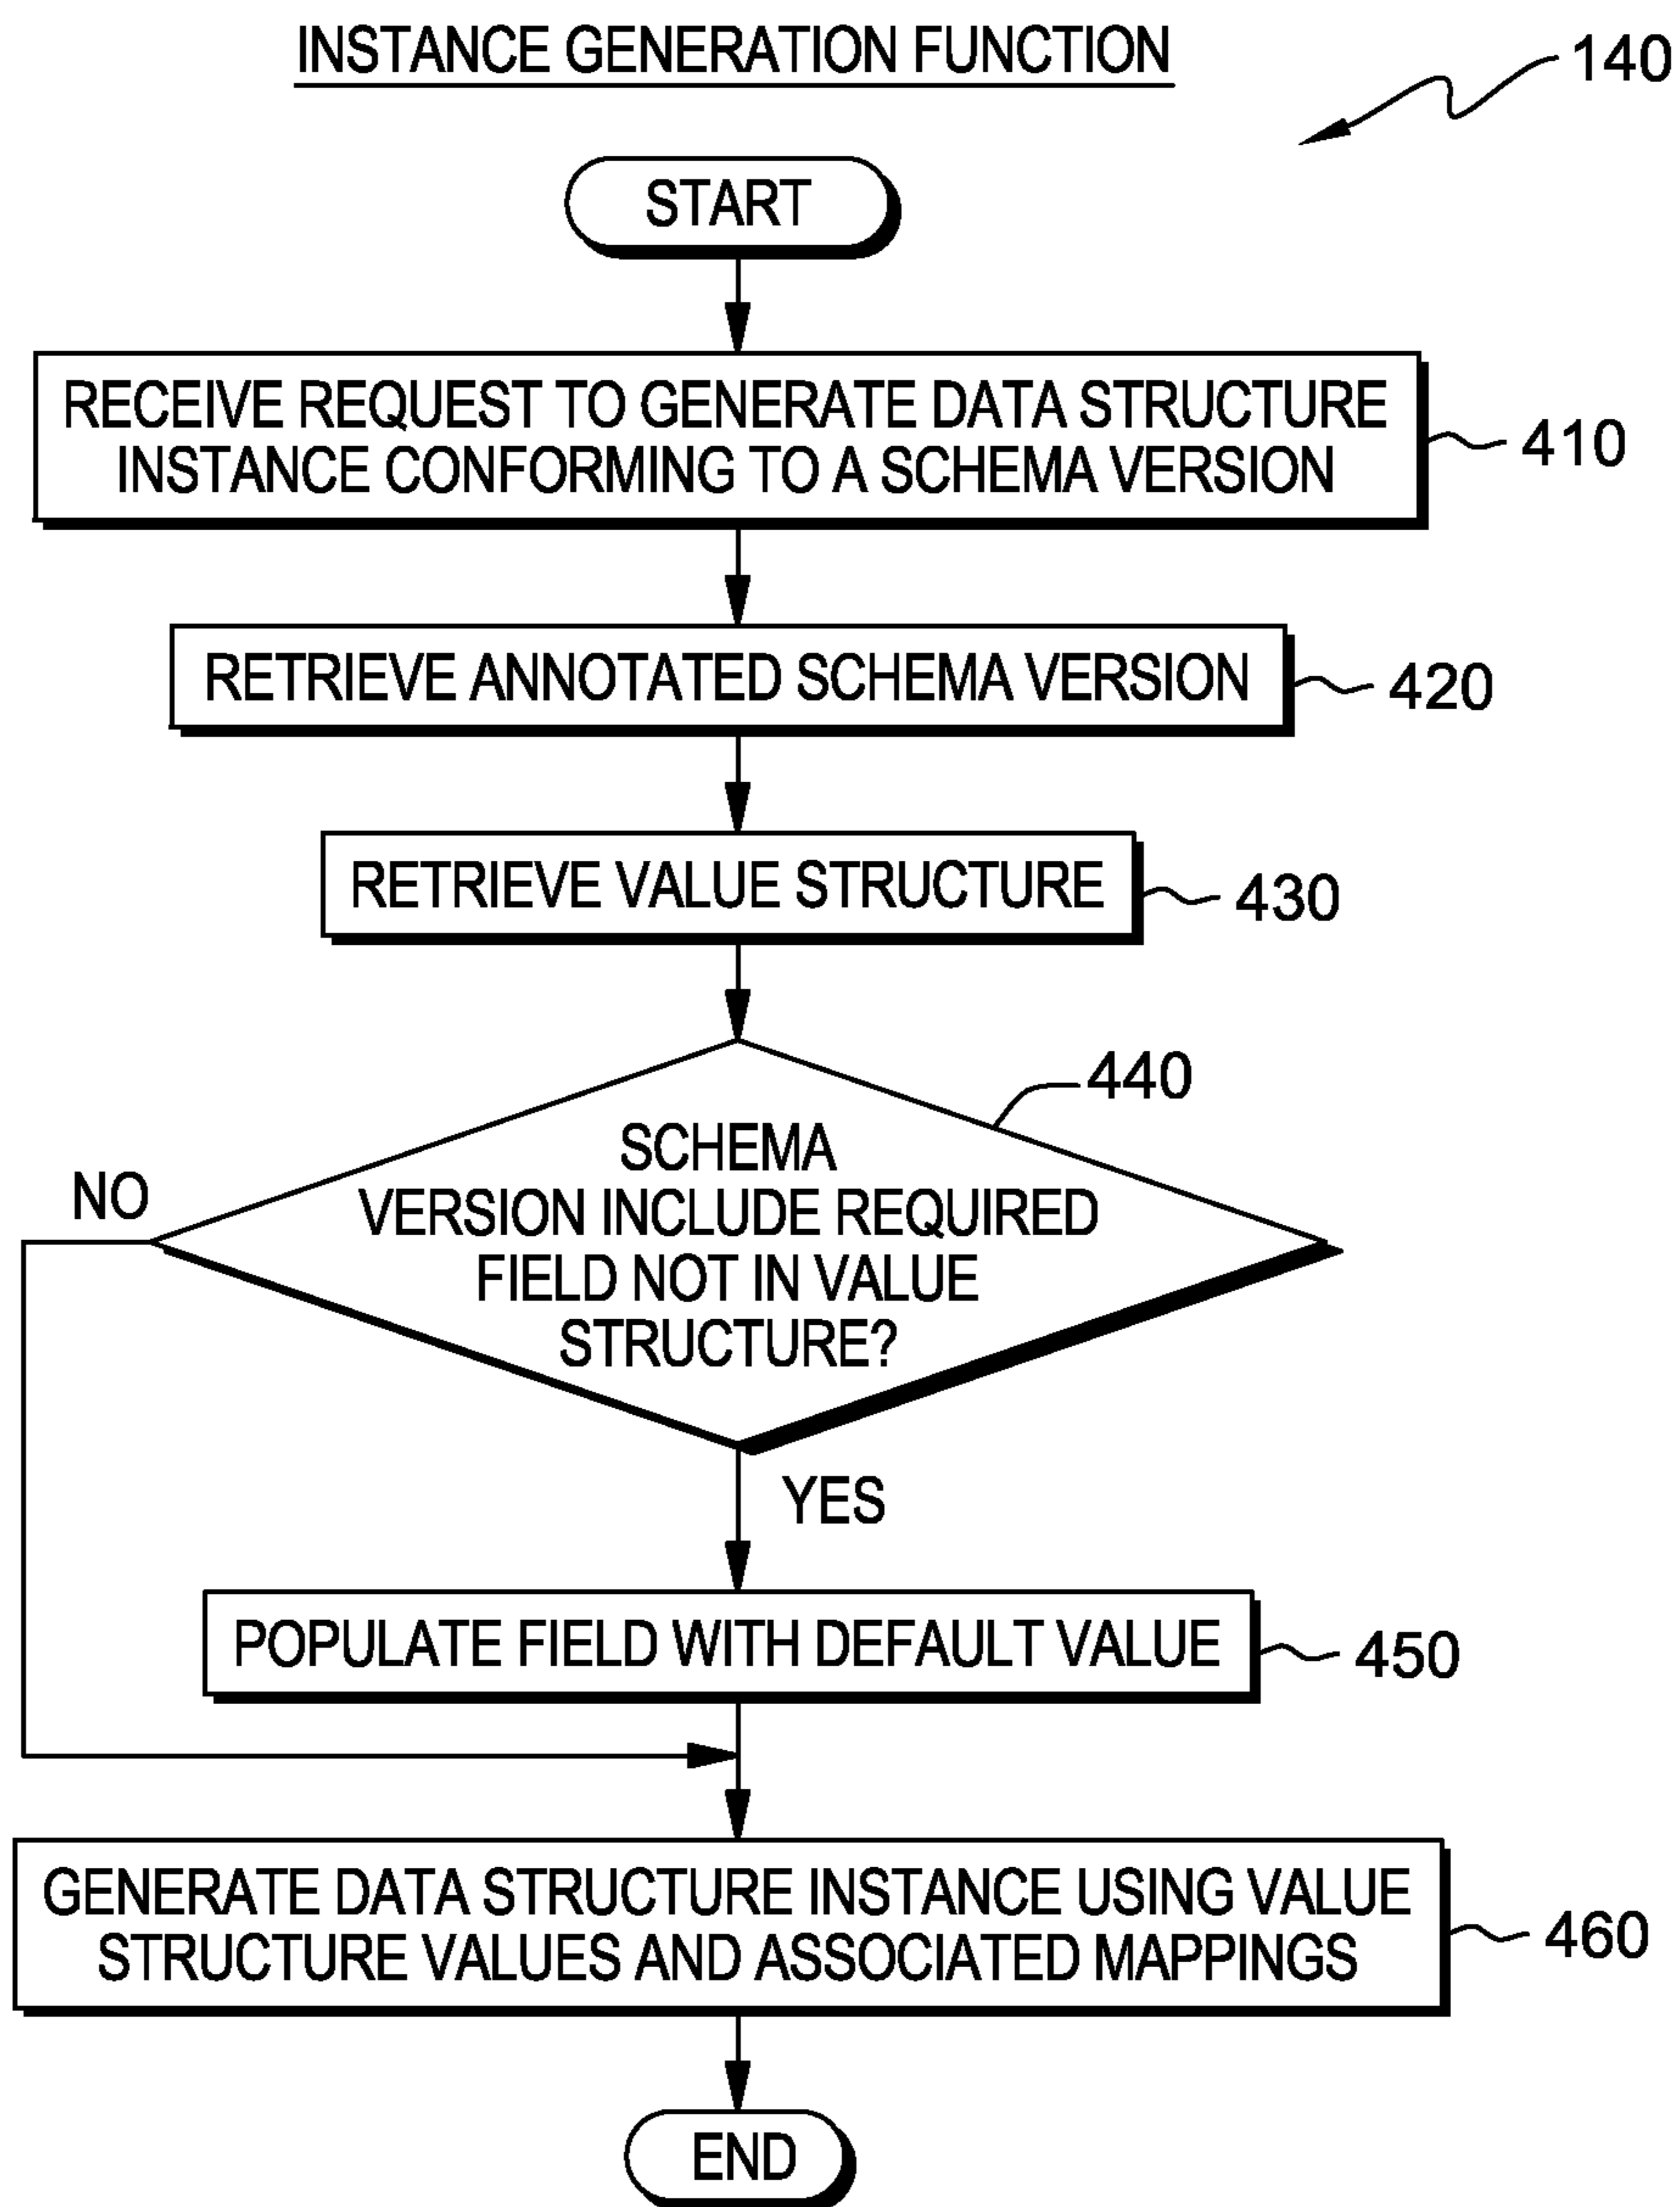 INSTANCE GENERATION FUNCTION
140
START
RECEIVE REQUEST TO GENERATE DATA STRUCTURE
INSTANCE CONFORMING TO A SCHEMA VERSION
410
RETRIEVE ANNOTATED SCHEMA VERSION
420
RETRIEVE VALUE STRUCTURE
430
440
SCHEMA
VERSION INCLUDE REQUIRED
FIELD NOT IN VALUE
STRUCTURE?
NO
YES
POPULATE FIELD WITH DEFAULT VALUE
450
GENERATE DATA STRUCTURE INSTANCE USING VALUE
STRUCTURE VALUES AND ASSOCIATED MAPPINGS
460
END